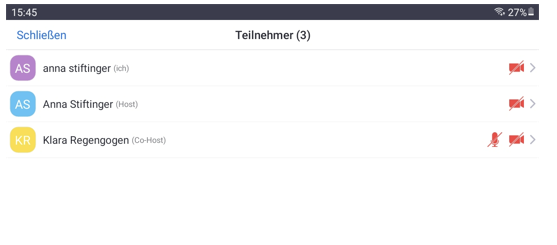 15:45 27%
Schließen Teilnehmer (3)
AS anna stiftinger (ich)
AS Anna Stiftinger (Host)
KR Klara Regengogen (Co-Host)